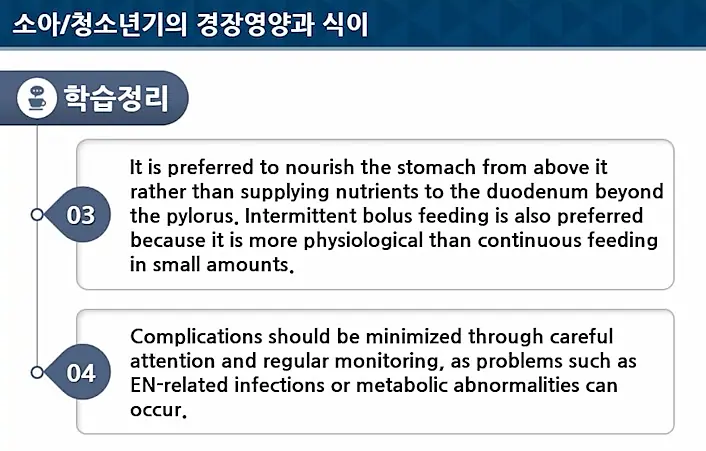 소아/청소년기의 경장영양과 식이
학습정리
03
It is preferred to nourish the stomach from above it
rather than supplying nutrients to the duodenum beyond
the pylorus. Intermittent bolus feeding is also preferred
because it is more physiological than continuous feeding
in small amounts.
04
Complications should be minimized through careful
attention and regular monitoring, as problems such as
EN-related infections or metabolic abnormalities can
occur.